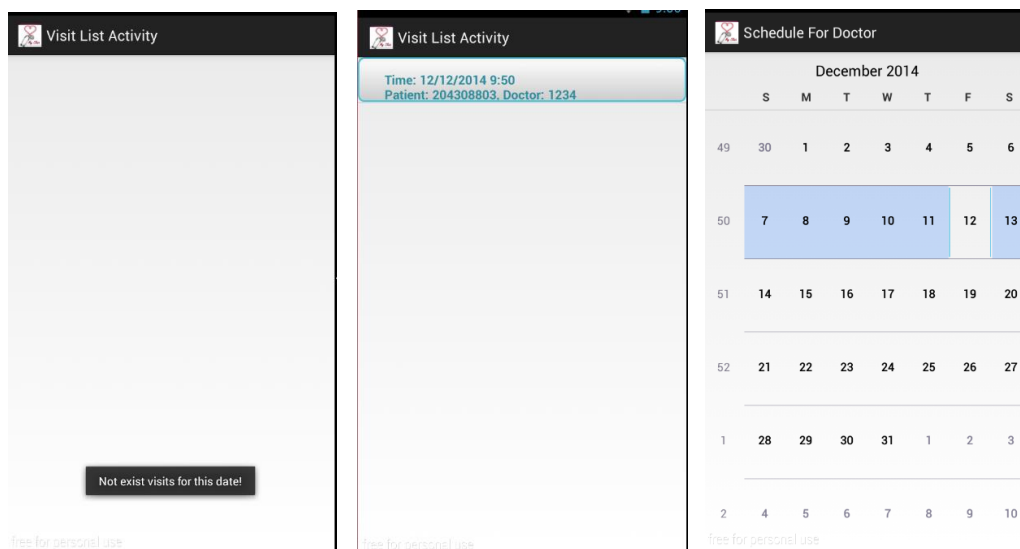 Visit List Activity
Not exist visits for this date!
free for personal use
Visit List Activity
Time: 12/12/2014 9:50
Patient: 204308803, Doctor: 1234
free for personal use
Schedule For Doctor
December 2014
S M T W T F S
49 30 1 2 3 4 5 6
50 7 8 9 10 11 12 13
51 14 15 16 17 18 19 20
52 21 22 23 24 25 26 27
1 28 29 30 31 1 2 3
2 4 5 6 7 8 9 10
free for personal use